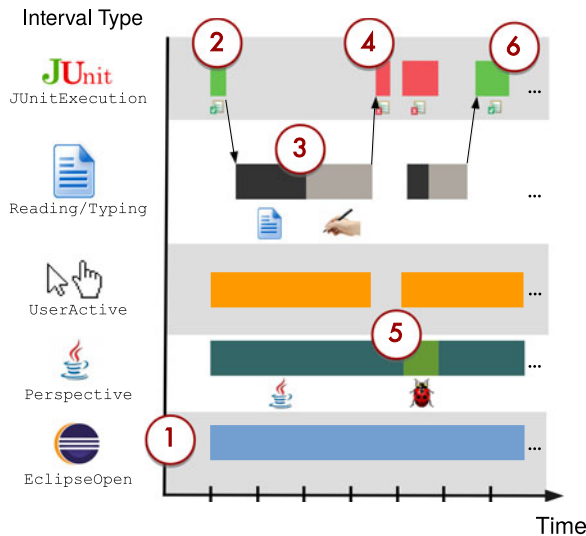 Interval Type
2
4
6
JUnit
JUnitExecution
...
3
Reading/Typing
...
UserActive
...
5
Perspective
...
1
EclipseOpen
...
Time